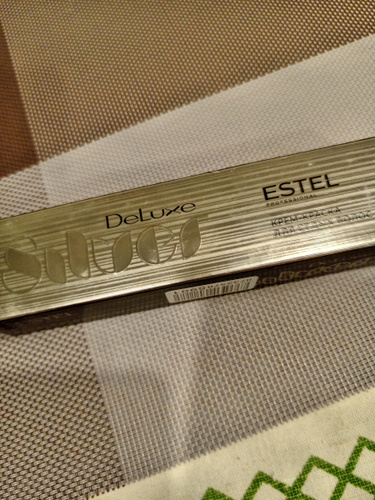 DeLuxe
Silver
ESTEL
PROFESSIONAL
КРЕМ-КРАСКА
ДЛЯ СЕДЫХ ВОЛОС